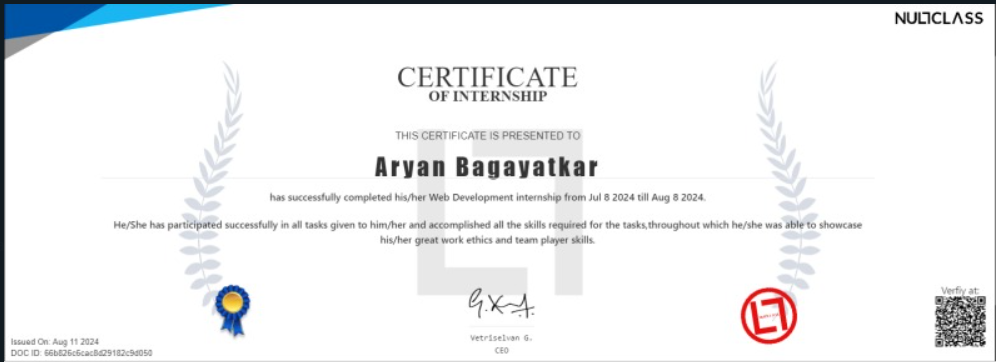 NULLCLASS
CERTIFICATE
OF INTERNSHIP
THIS CERTIFICATE IS PRESENTED TO
Aryan Bagayatkar
has successfully completed his/her Web Development internship from Jul 8 2024 till Aug 8 2024.
He/She has participated successfully in all tasks given to him/her and accomplished all the skills required for the tasks,throughout which he/she was able to showcase
his/her great work ethics and team player skills.
Vetriselvan G.
CEO
Verfiy at:
Issued On: Aug 11 2024
DOC ID: 66b826c6cac8d29182c9d050